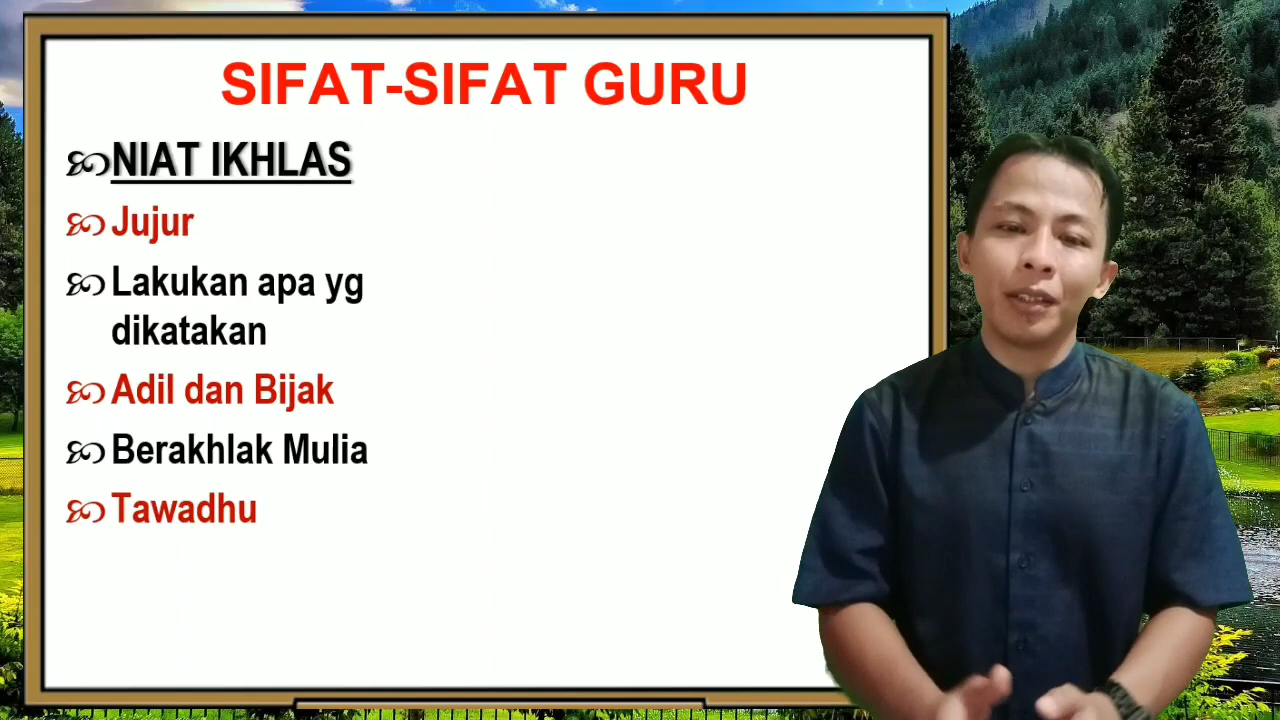 SIFAT-SIFAT GURU
NIAT IKHLAS
Jujur
Lakukan apa yg
dikatakan
Adil dan Bijak
Berakhlak Mulia
Tawadhu